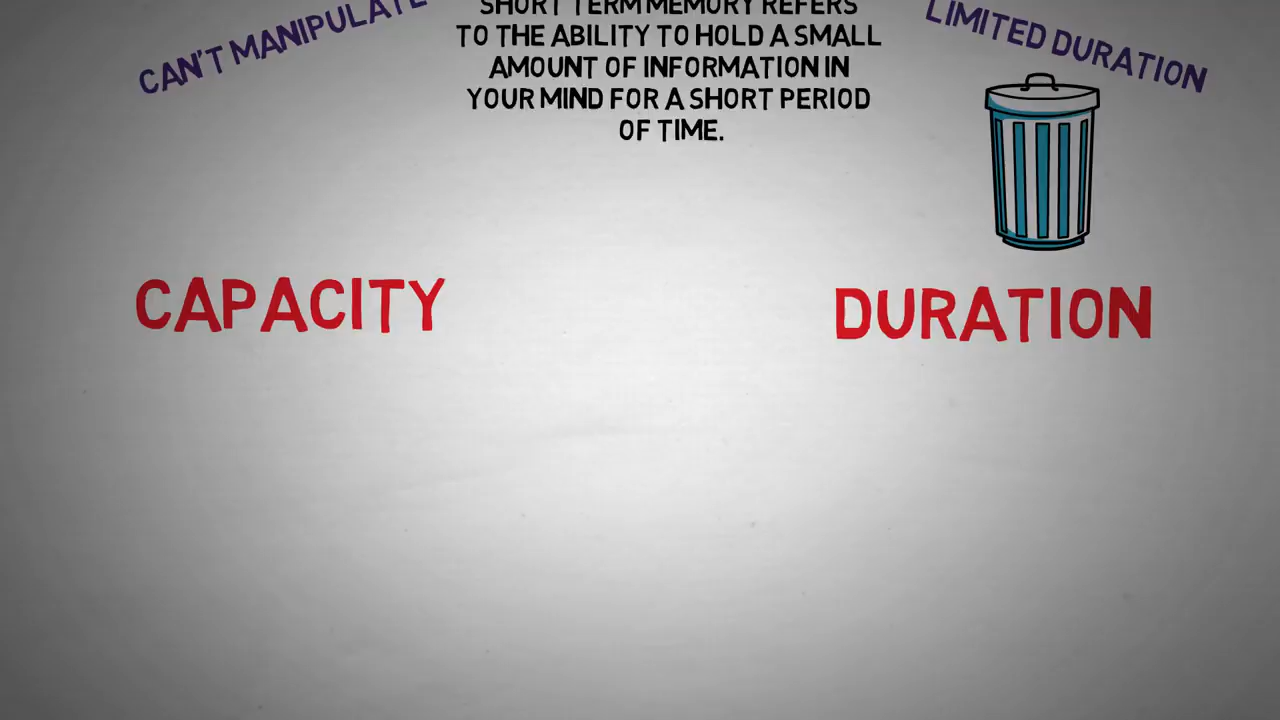 CAN'T MANIPULATE
SHORT TERM MEMORY REFERS
TO THE ABILITY TO HOLD A SMALL
AMOUNT OF INFORMATION IN
YOUR MIND FOR A SHORT PERIOD
OF TIME.
LIMITED DURATION
CAPACITY
DURATION